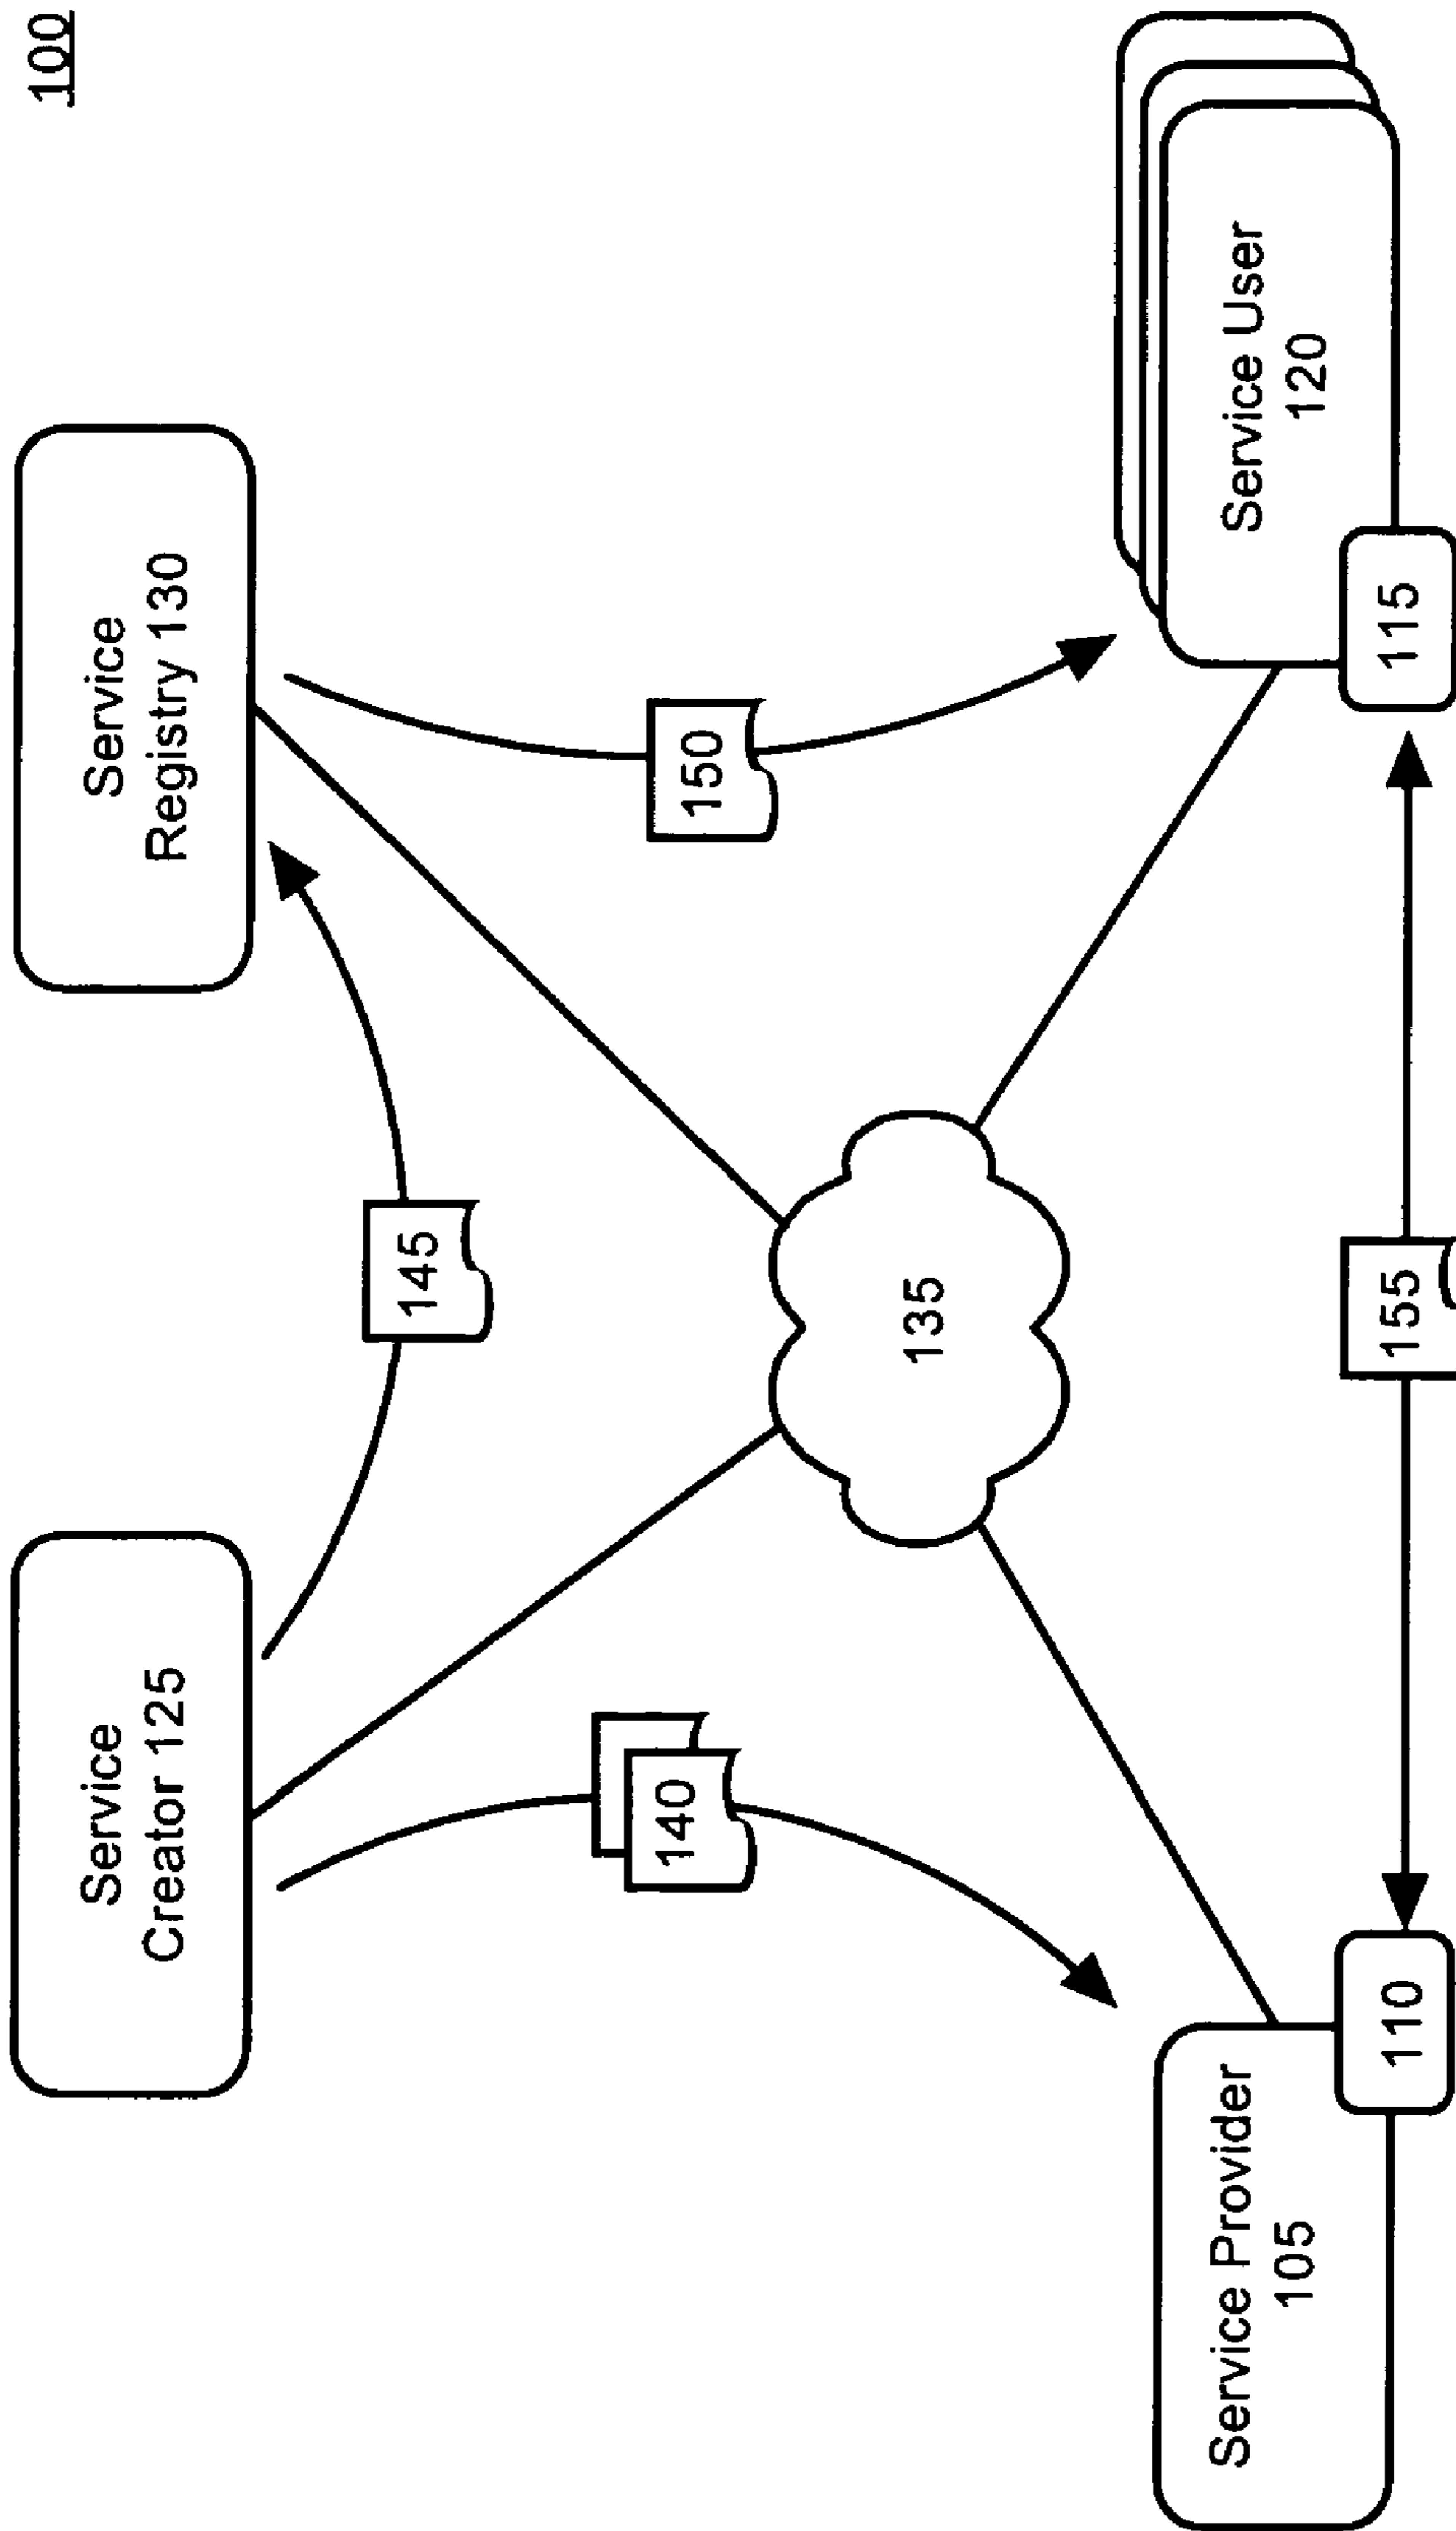 100
Service
Creator 125
Service
Registry 130
145
140
150
135
Service Provider
105
Service User
120
110
155
115